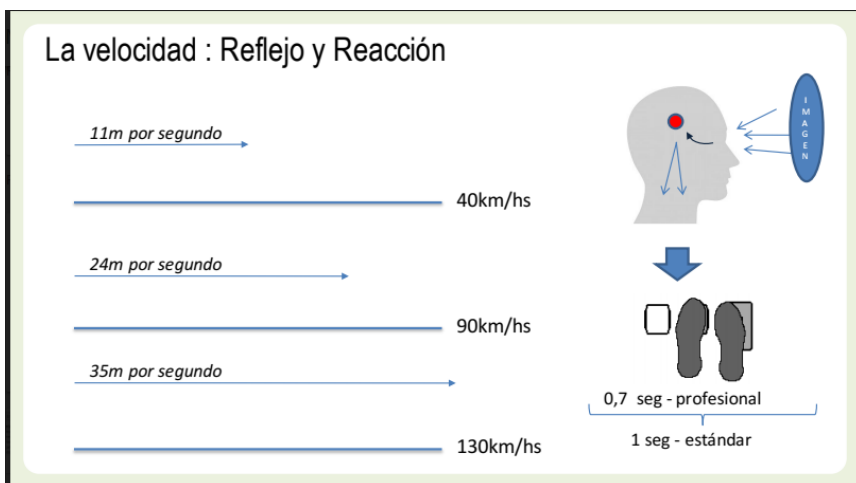 La velocidad : Reflejo y Reacción
11m por segundo
40km/hs
24m por segundo
90km/hs
35m por segundo
130km/hs
IMAGEN
0,7 seg - profesional
1 seg - estándar